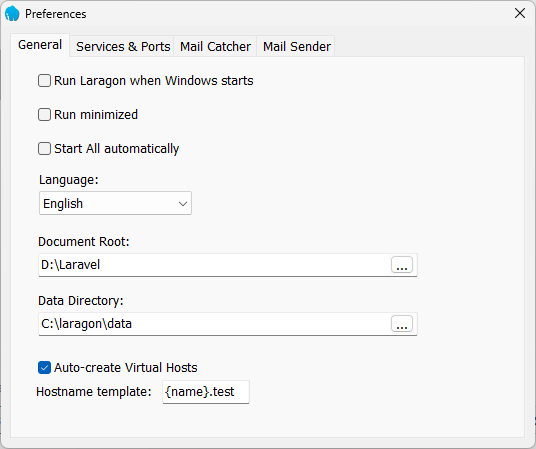 Preferences
General Services & Ports Mail Catcher Mail Sender
Run Laragon when Windows starts
Run minimized
Start All automatically
Language:
English
Document Root:
D:\Laravel
...
Data Directory:
C:\laragon\data
...
Auto-create Virtual Hosts
Hostname template: {name}.test